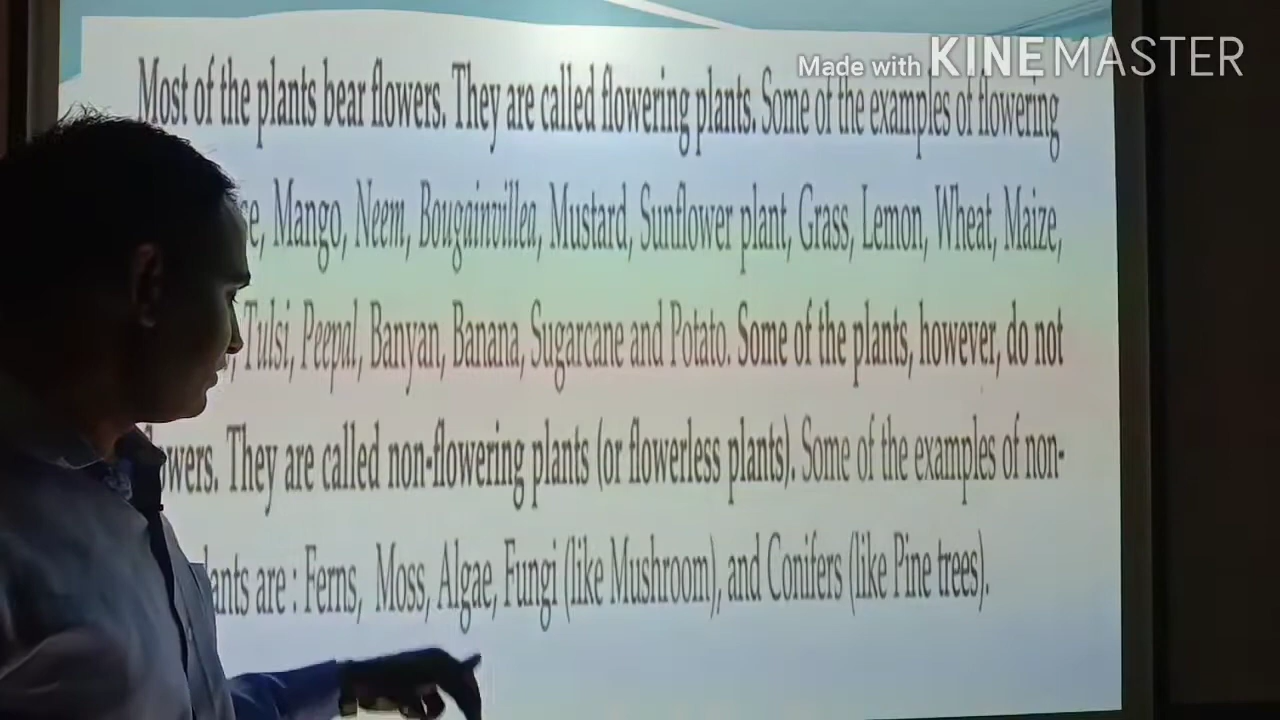 Made with KINEMASTER
Most of the plants bear flowers. They are called flowering plants. Some of the examples of flowering
Mango, Neem, Bougainvillea, Mustard, Sunflower plant, Grass, Lemon, Wheat, Maize,
Tulsi, Peepal, Banyan, Banana, Sugarcane and Potato. Some of the plants, however, do not
flowers. They are called non-flowering plants (or flowerless plants). Some of the examples of non-
are : Ferns, Moss, Algae, Fungi (like Mushroom), and Conifers (like Pine trees).